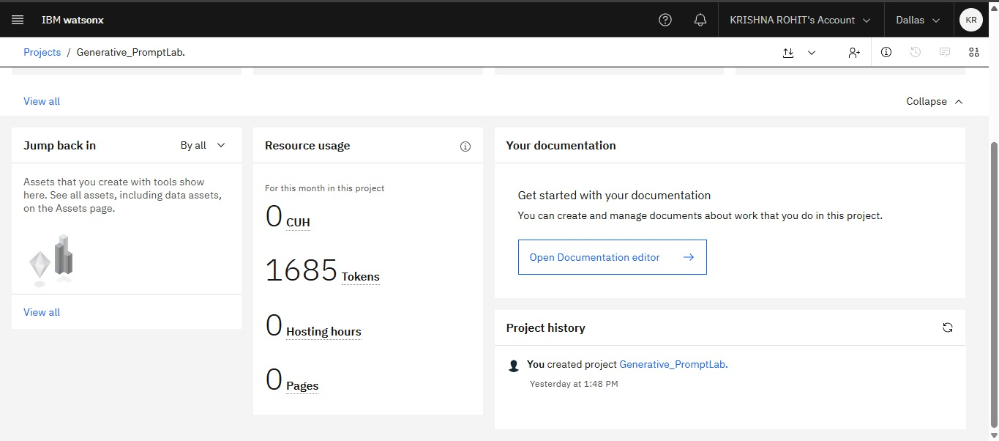 IBM watsonx
KRISHNA ROHIT's Account
Dallas
KR
Projects / Generative_PromptLab.
View all
Collapse
Jump back in
By all
Assets that you create with tools show
here. See all assets, including data assets,
on the Assets page.
View all
Resource usage
For this month in this project
0 CUH
1685 Tokens
0 Hosting hours
0 Pages
Your documentation
Get started with your documentation
You can create and manage documents about work that you do in this project.
Open Documentation editor
Project history
You created project Generative_PromptLab.
Yesterday at 1:48 PM